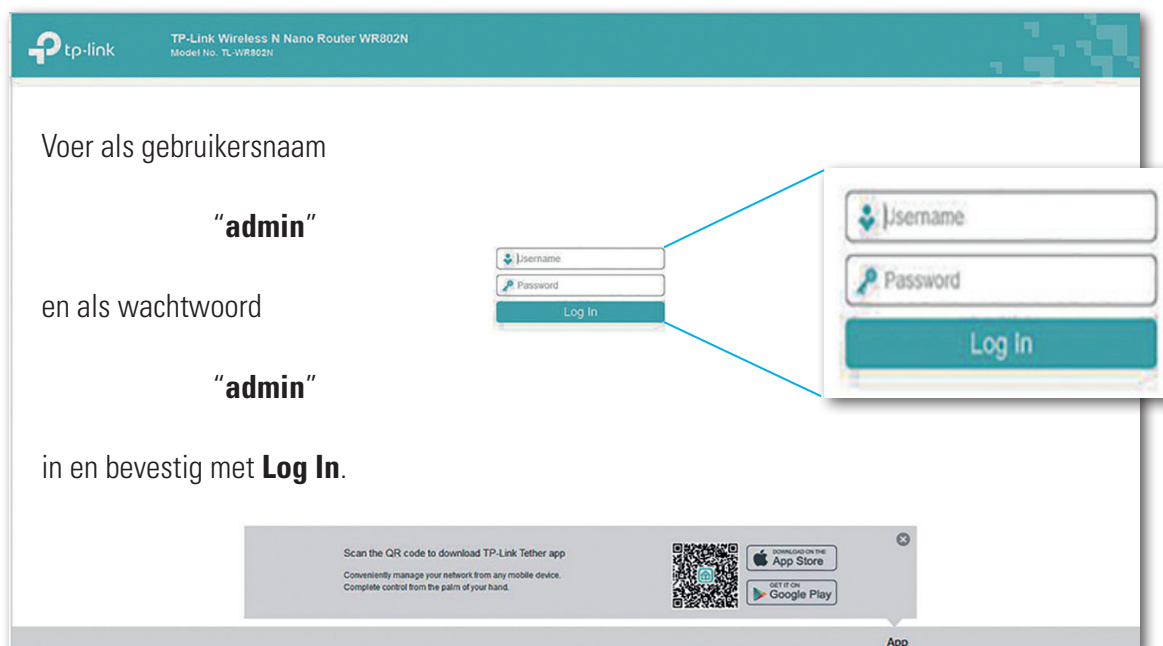 tp-link
TP-Link Wireless N Nano Router WR802N
Model No. TL-WR802N
Voer als gebruikersnaam
“admin”
en als wachtwoord
“admin”
in en bevestig met Log In.
Username
Password
Log In
Username
Password
Log In
Scan the QR code to download TP-Link Tether app
Conveniently manage your network from any mobile device.
Complete control from the palm of your hand.
DOWNLOAD ON THE
App Store
GET IT ON
Google Play
App